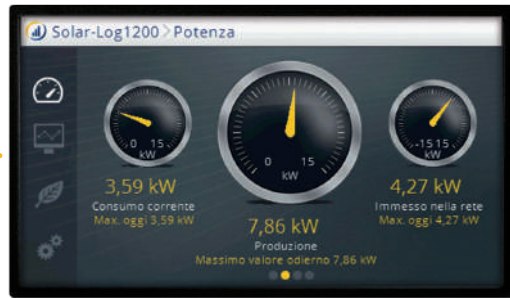 Solar-Log1200 > Potenza
0 15
kW
3,59 kW
Consumo corrente
Max. oggi 3,59 kW
0 15
kW
7,86 kW
Produzione
Massimo valore odierno 7,86 kW
-15 15
kW
4,27 kW
Immesso nella rete
Max. oggi 4,27 kW